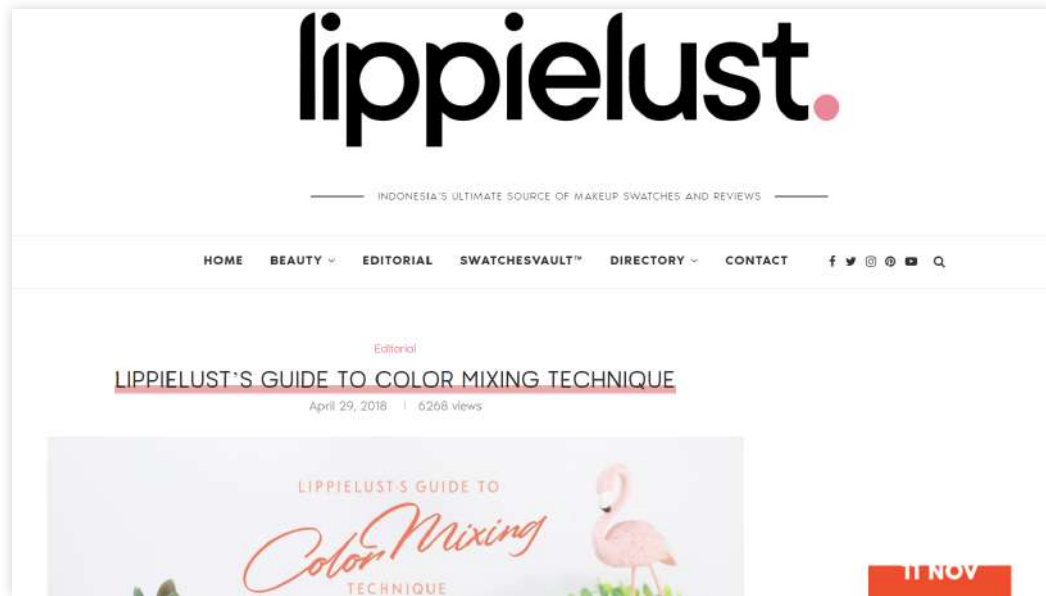 lippielust.
INDONESIA'S ULTIMATE SOURCE OF MAKEUP SWATCHES AND REVIEWS
HOME BEAUTY EDITORIAL SWATCHESVAULT™ DIRECTORY CONTACT
Editorial
LIPPIELUST'S GUIDE TO COLOR MIXING TECHNIQUE
April 29, 2018 | 6268 views
LIPPIELUST'S GUIDE TO
Color Mixing
TECHNIQUE
11 NOV